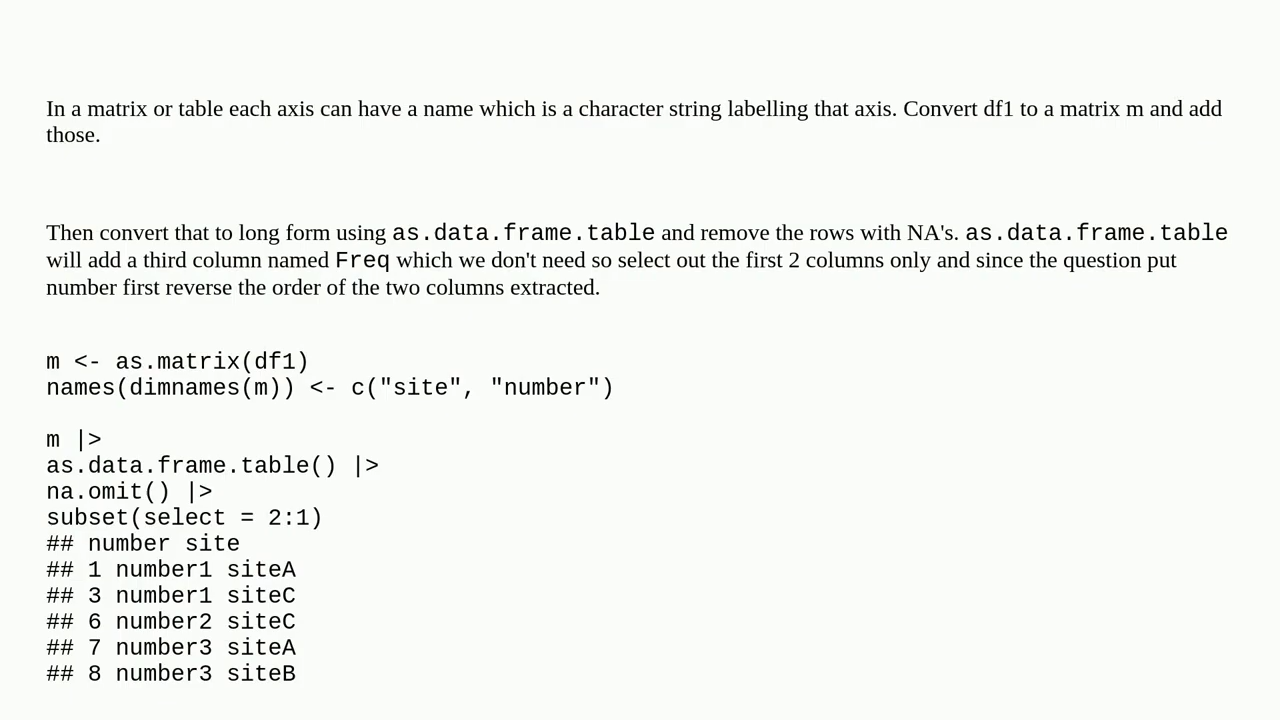 In a matrix or table each axis can have a name which is a character string labelling that axis. Convert df1 to a matrix m and add
those.
Then convert that to long form using as.data.frame.table and remove the rows with NA's. as.data.frame.table
will add a third column named Freq which we don't need so select out the first 2 columns only and since the question put
number first reverse the order of the two columns extracted.
m <- as.matrix(df1)
names(dimnames(m)) <- c("site", "number")
m |>
as.data.frame.table() |>
na.omit() |>
subset(select = 2:1)
## number site
## 1 number1 siteA
## 3 number1 siteC
## 6 number2 siteC
## 7 number3 siteA
## 8 number3 siteB